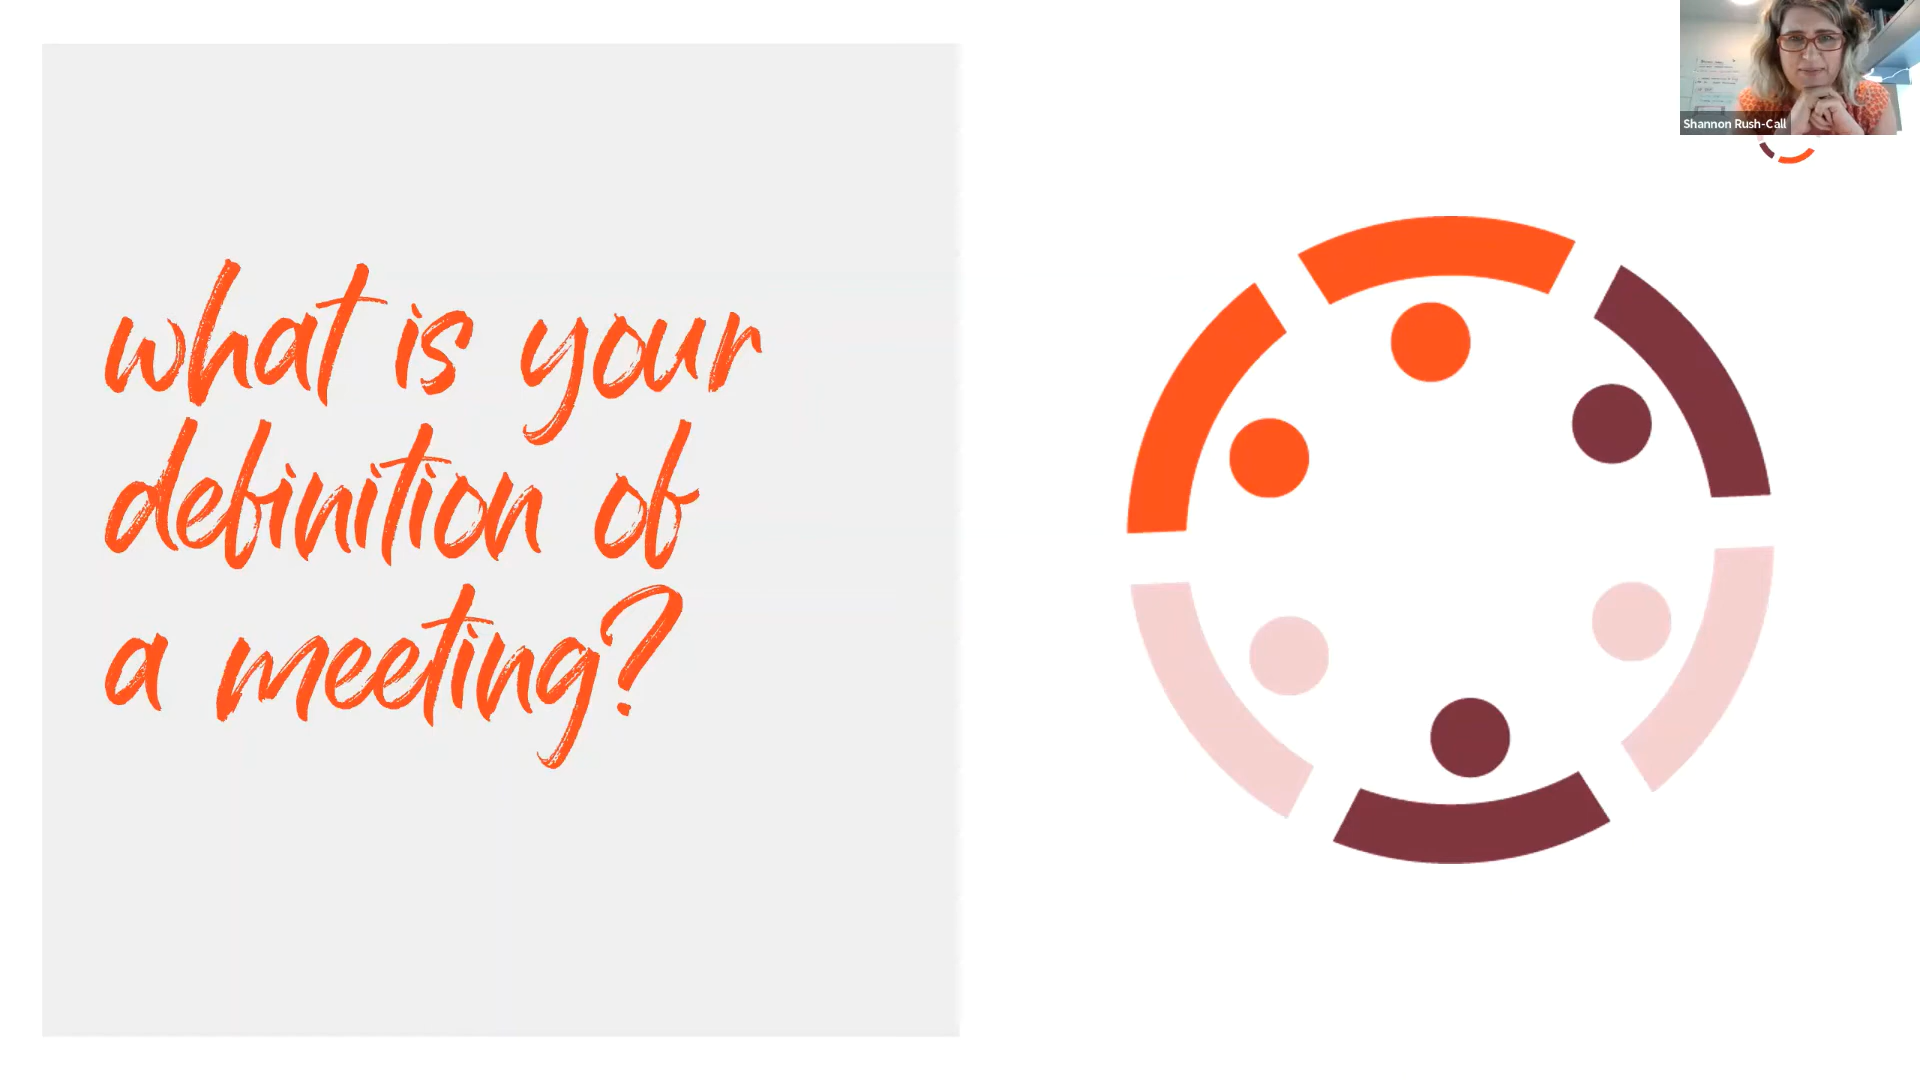 what is your
definition of
a meeting?
Shannon Rush-Call